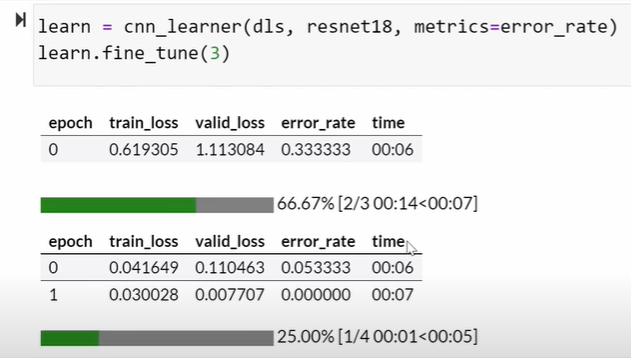 learn = cnn_learner(dls, resnet18, metrics=error_rate)
learn.fine_tune(3)
epoch train_loss valid_loss error_rate time
0 0.619305 1.113084 0.333333 00:06
66.67% [2/3 00:14<00:07]
epoch train_loss valid_loss error_rate time
0 0.041649 0.110463 0.053333 00:06
1 0.030028 0.007707 0.000000 00:07
25.00% [1/4 00:01<00:05]